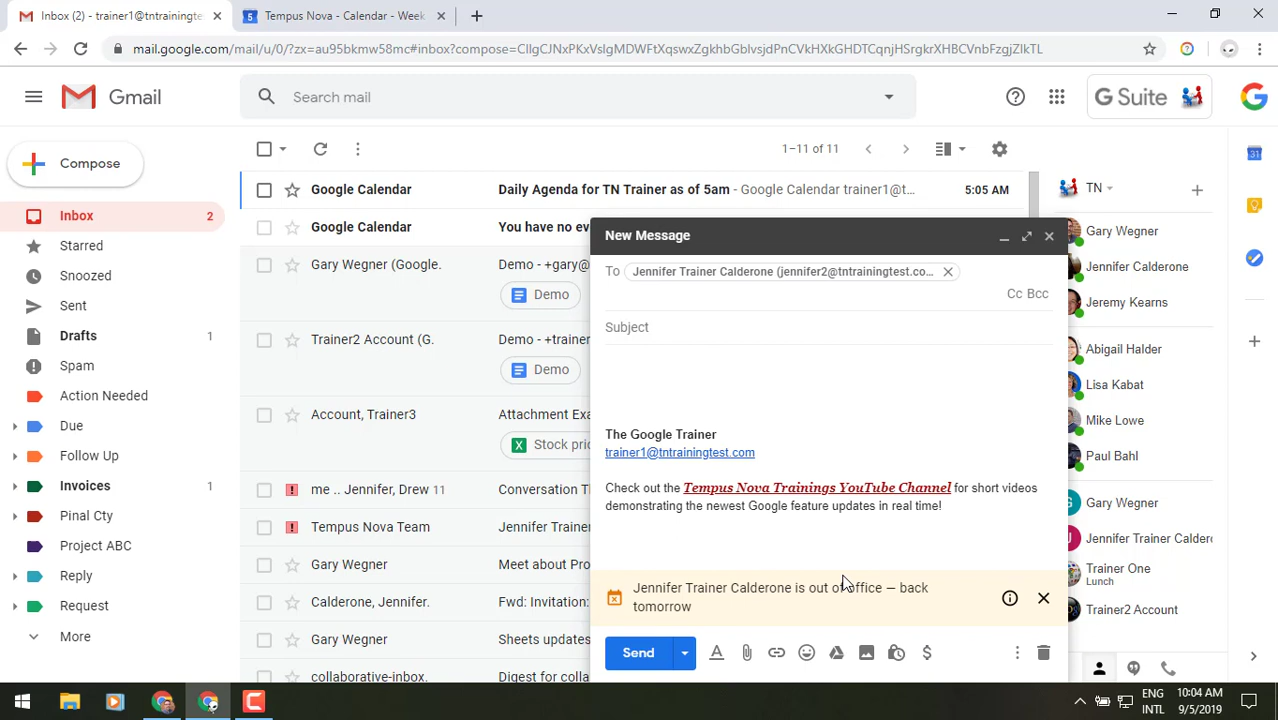 Inbox (2) - trainer1@tntrainingte
Tempus Nova - Calendar - Week
mail.google.com/mail/u/0/?zx=au95bkmw58mc#inbox?compose=CllgCJNxPKxVslgMDWFtXqswxZgkhbGblvsjdPnCVkHXkGHDTCqnjHSrgkrXHBCVnbFzgjZlkTL
Gmail
Search mail
G Suite
Compose
1–11 of 11
Google Calendar
Daily Agenda for TN Trainer as of 5am - Google Calendar trainer1@t...
5:05 AM
TN
Inbox 2
Google Calendar
You have no ev
New Message
Gary Wegner
Starred
Gary Wegner (Google.
Demo - +gary@
To Jennifer Trainer Calderone (jennifer2@tntrainingtest.co...
Jennifer Calderone
Snoozed
Demo
Cc Bcc
Jeremy Kearns
Sent
Subject
Drafts 1
Trainer2 Account (G.
Demo - +traine
Abigail Halder
Spam
Demo
Lisa Kabat
Action Needed
Account, Trainer3
Attachment Exa
Mike Lowe
Due
The Google Trainer
Follow Up
Stock pri
trainer1@tntrainingtest.com
Paul Bahl
Invoices 1
me .. Jennifer, Drew 11
Conversation T
Check out the Tempus Nova Trainings YouTube Channel for short videos
demonstrating the newest Google feature updates in real time!
Gary Wegner
Pinal Cty
Tempus Nova Team
Jennifer Traine
Jennifer Trainer Caldero
Project ABC
Gary Wegner
Meet about Pro
Trainer One
Lunch
Reply
Calderone, Jennifer.
Fwd: Invitation:
Jennifer Trainer Calderone is out of office — back
tomorrow
Trainer2 Account
Request
Gary Wegner
Sheets updates
More
collaborative-inbox.
Digest for collab
Send
ENG
INTL
10:04 AM
9/5/2019